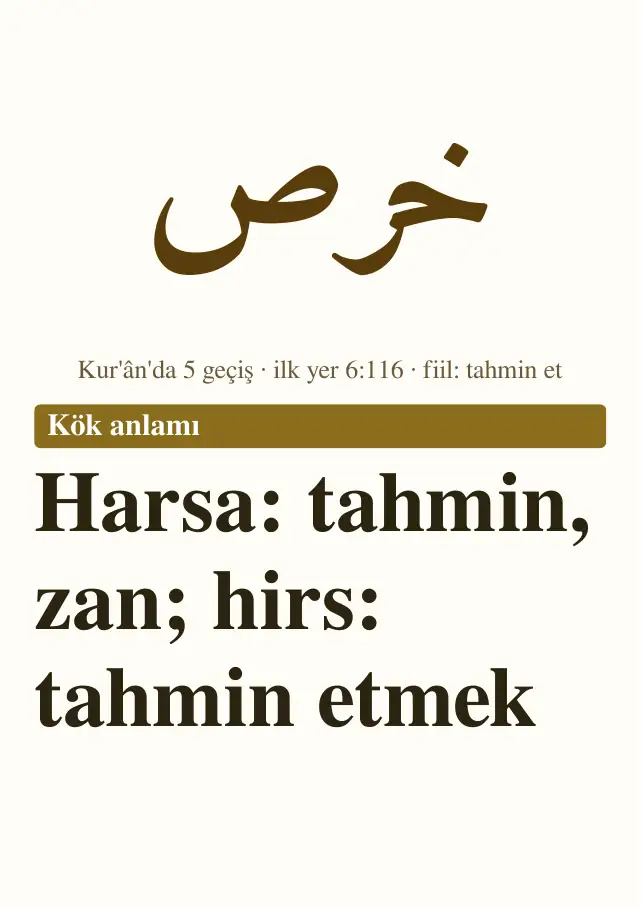 خرص
Kur'ân'da 5 geçiş · ilk yer 6:116 · fiil: tahmin et
Kök anlamı
Harsa: tahmin,
zan; hirs:
tahmin etmek